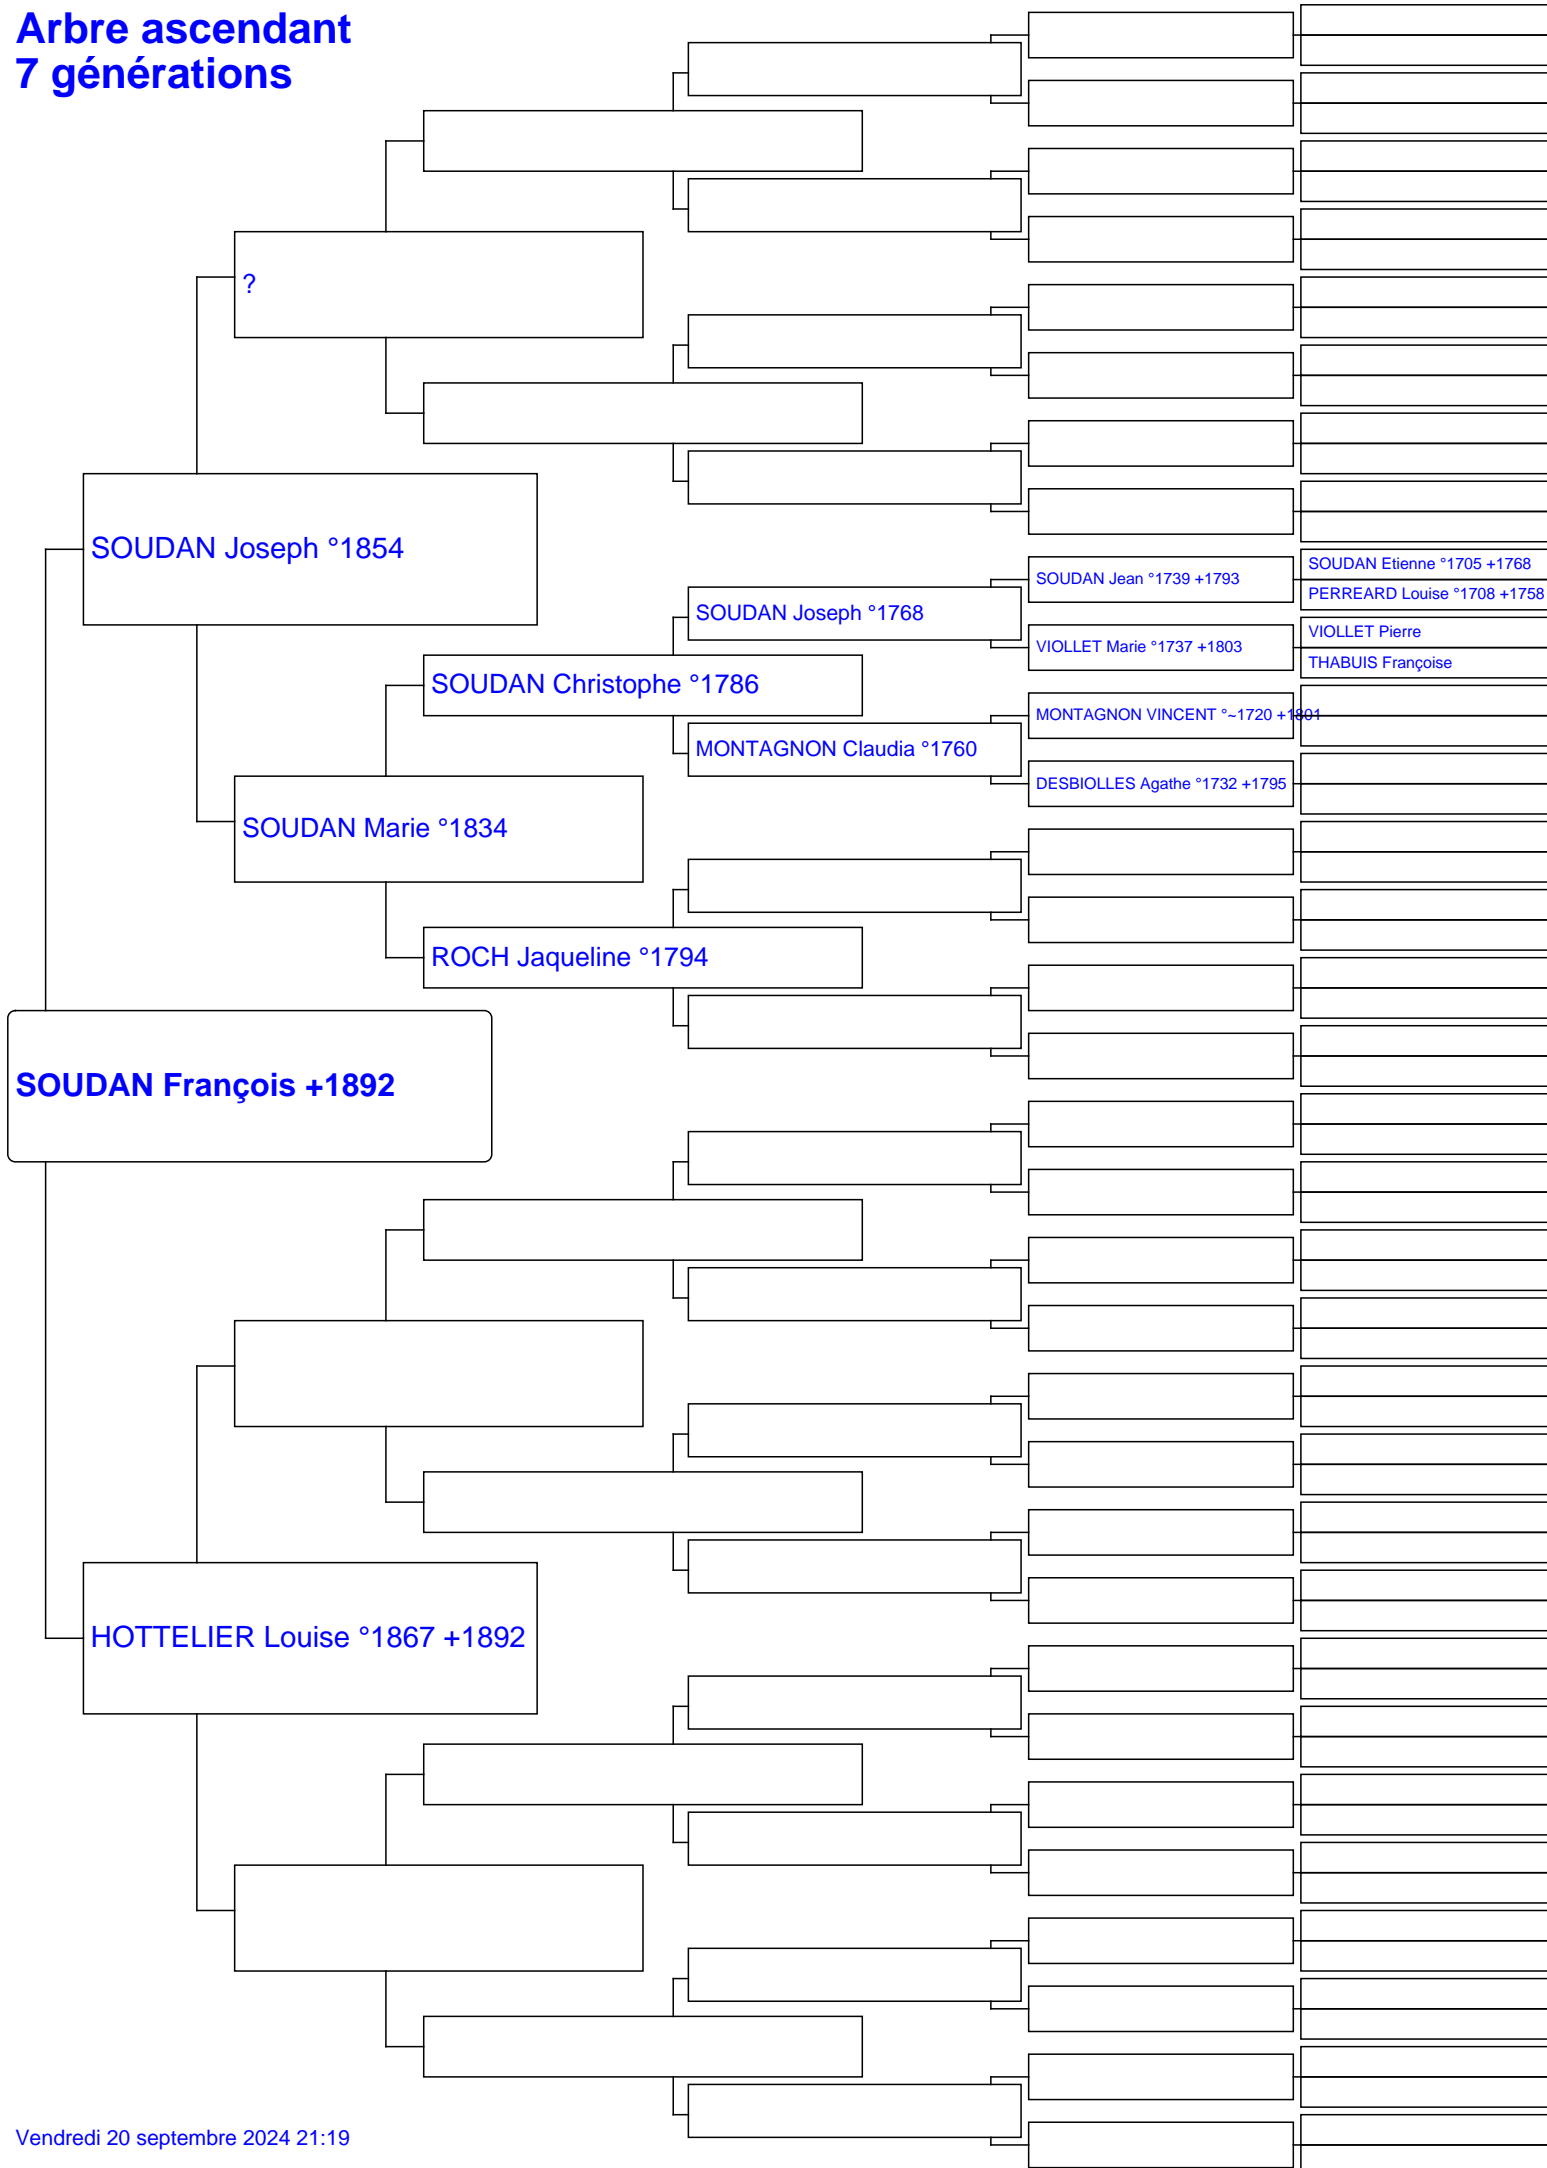 Arbre ascendant
7 générations
?
SOUDAN Joseph °1854
SOUDAN Etienne °1705 +1768
SOUDAN Jean °1739 +1793
PERREARD Louise °1708 +1758
SOUDAN Joseph °1768
VIOLLET Pierre
VIOLLET Marie °1737 +1803
THABUIS Françoise
SOUDAN Christophe °1786
MONTAGNON VINCENT °~1720 +1801
MONTAGNON Claudia °1760
DESBIOLLES Agathe °1732 +1795
SOUDAN Marie °1834
ROCH Jaqueline °1794
SOUDAN François +1892
HOTTELIER Louise °1867 +1892
Vendredi 20 septembre 2024 21:19